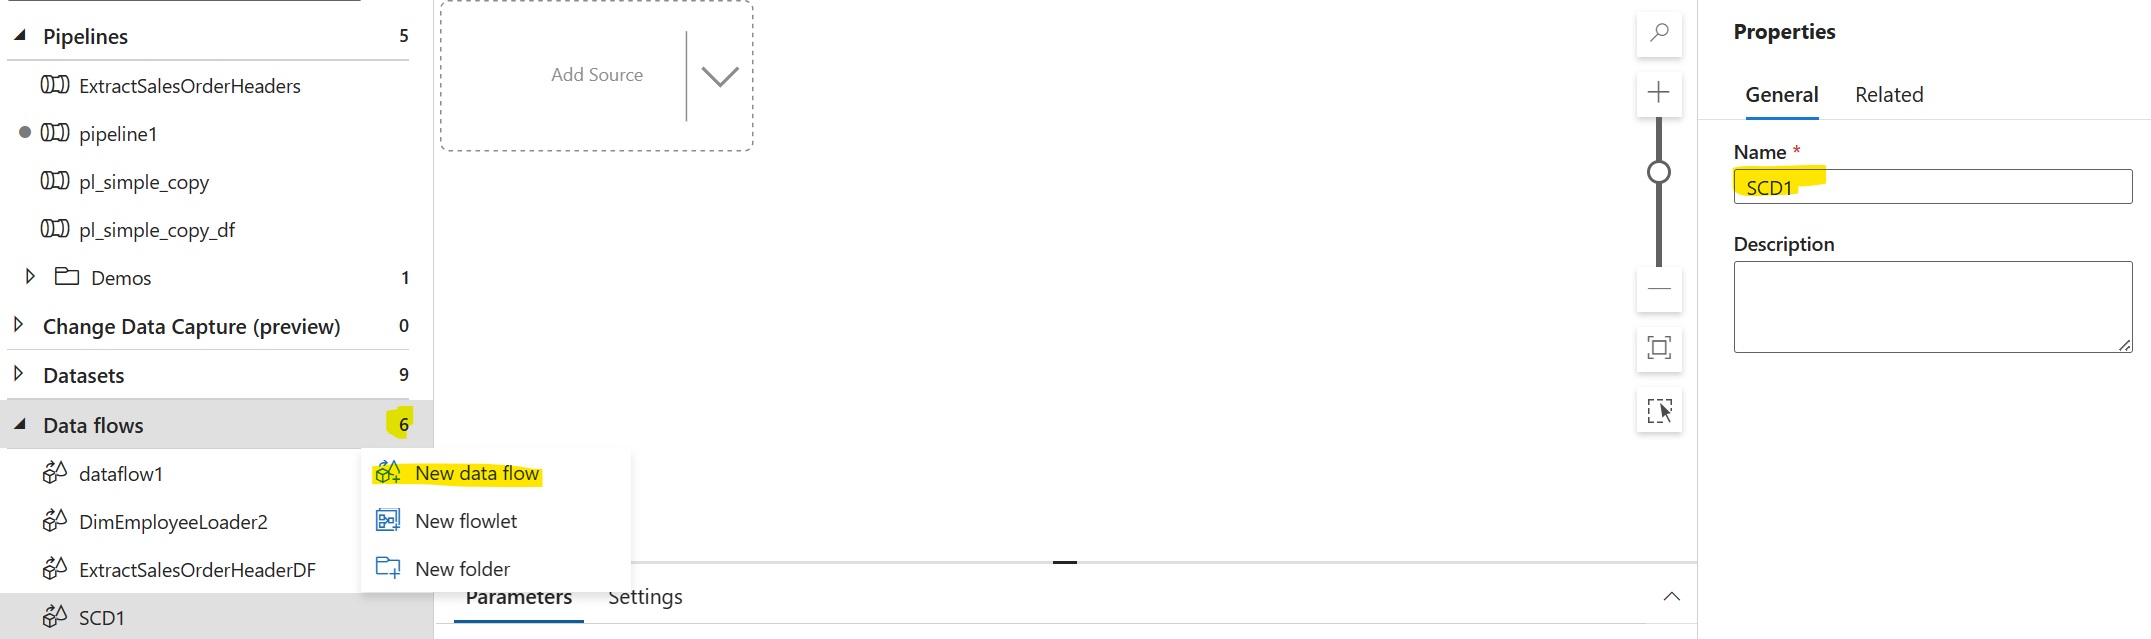 Pipelines 5
ExtractSalesOrderHeaders
pipeline1
pl_simple_copy
pl_simple_copy_df
Demos 1
Change Data Capture (preview) 0
Datasets 9
Data flows 6
dataflow1
DimEmployeeLoader2
ExtractSalesOrderHeaderDF
SCD1
New data flow
New flowlet
New folder
Add Source
Parameters Settings
Properties
General Related
Name *
SCD1
Description